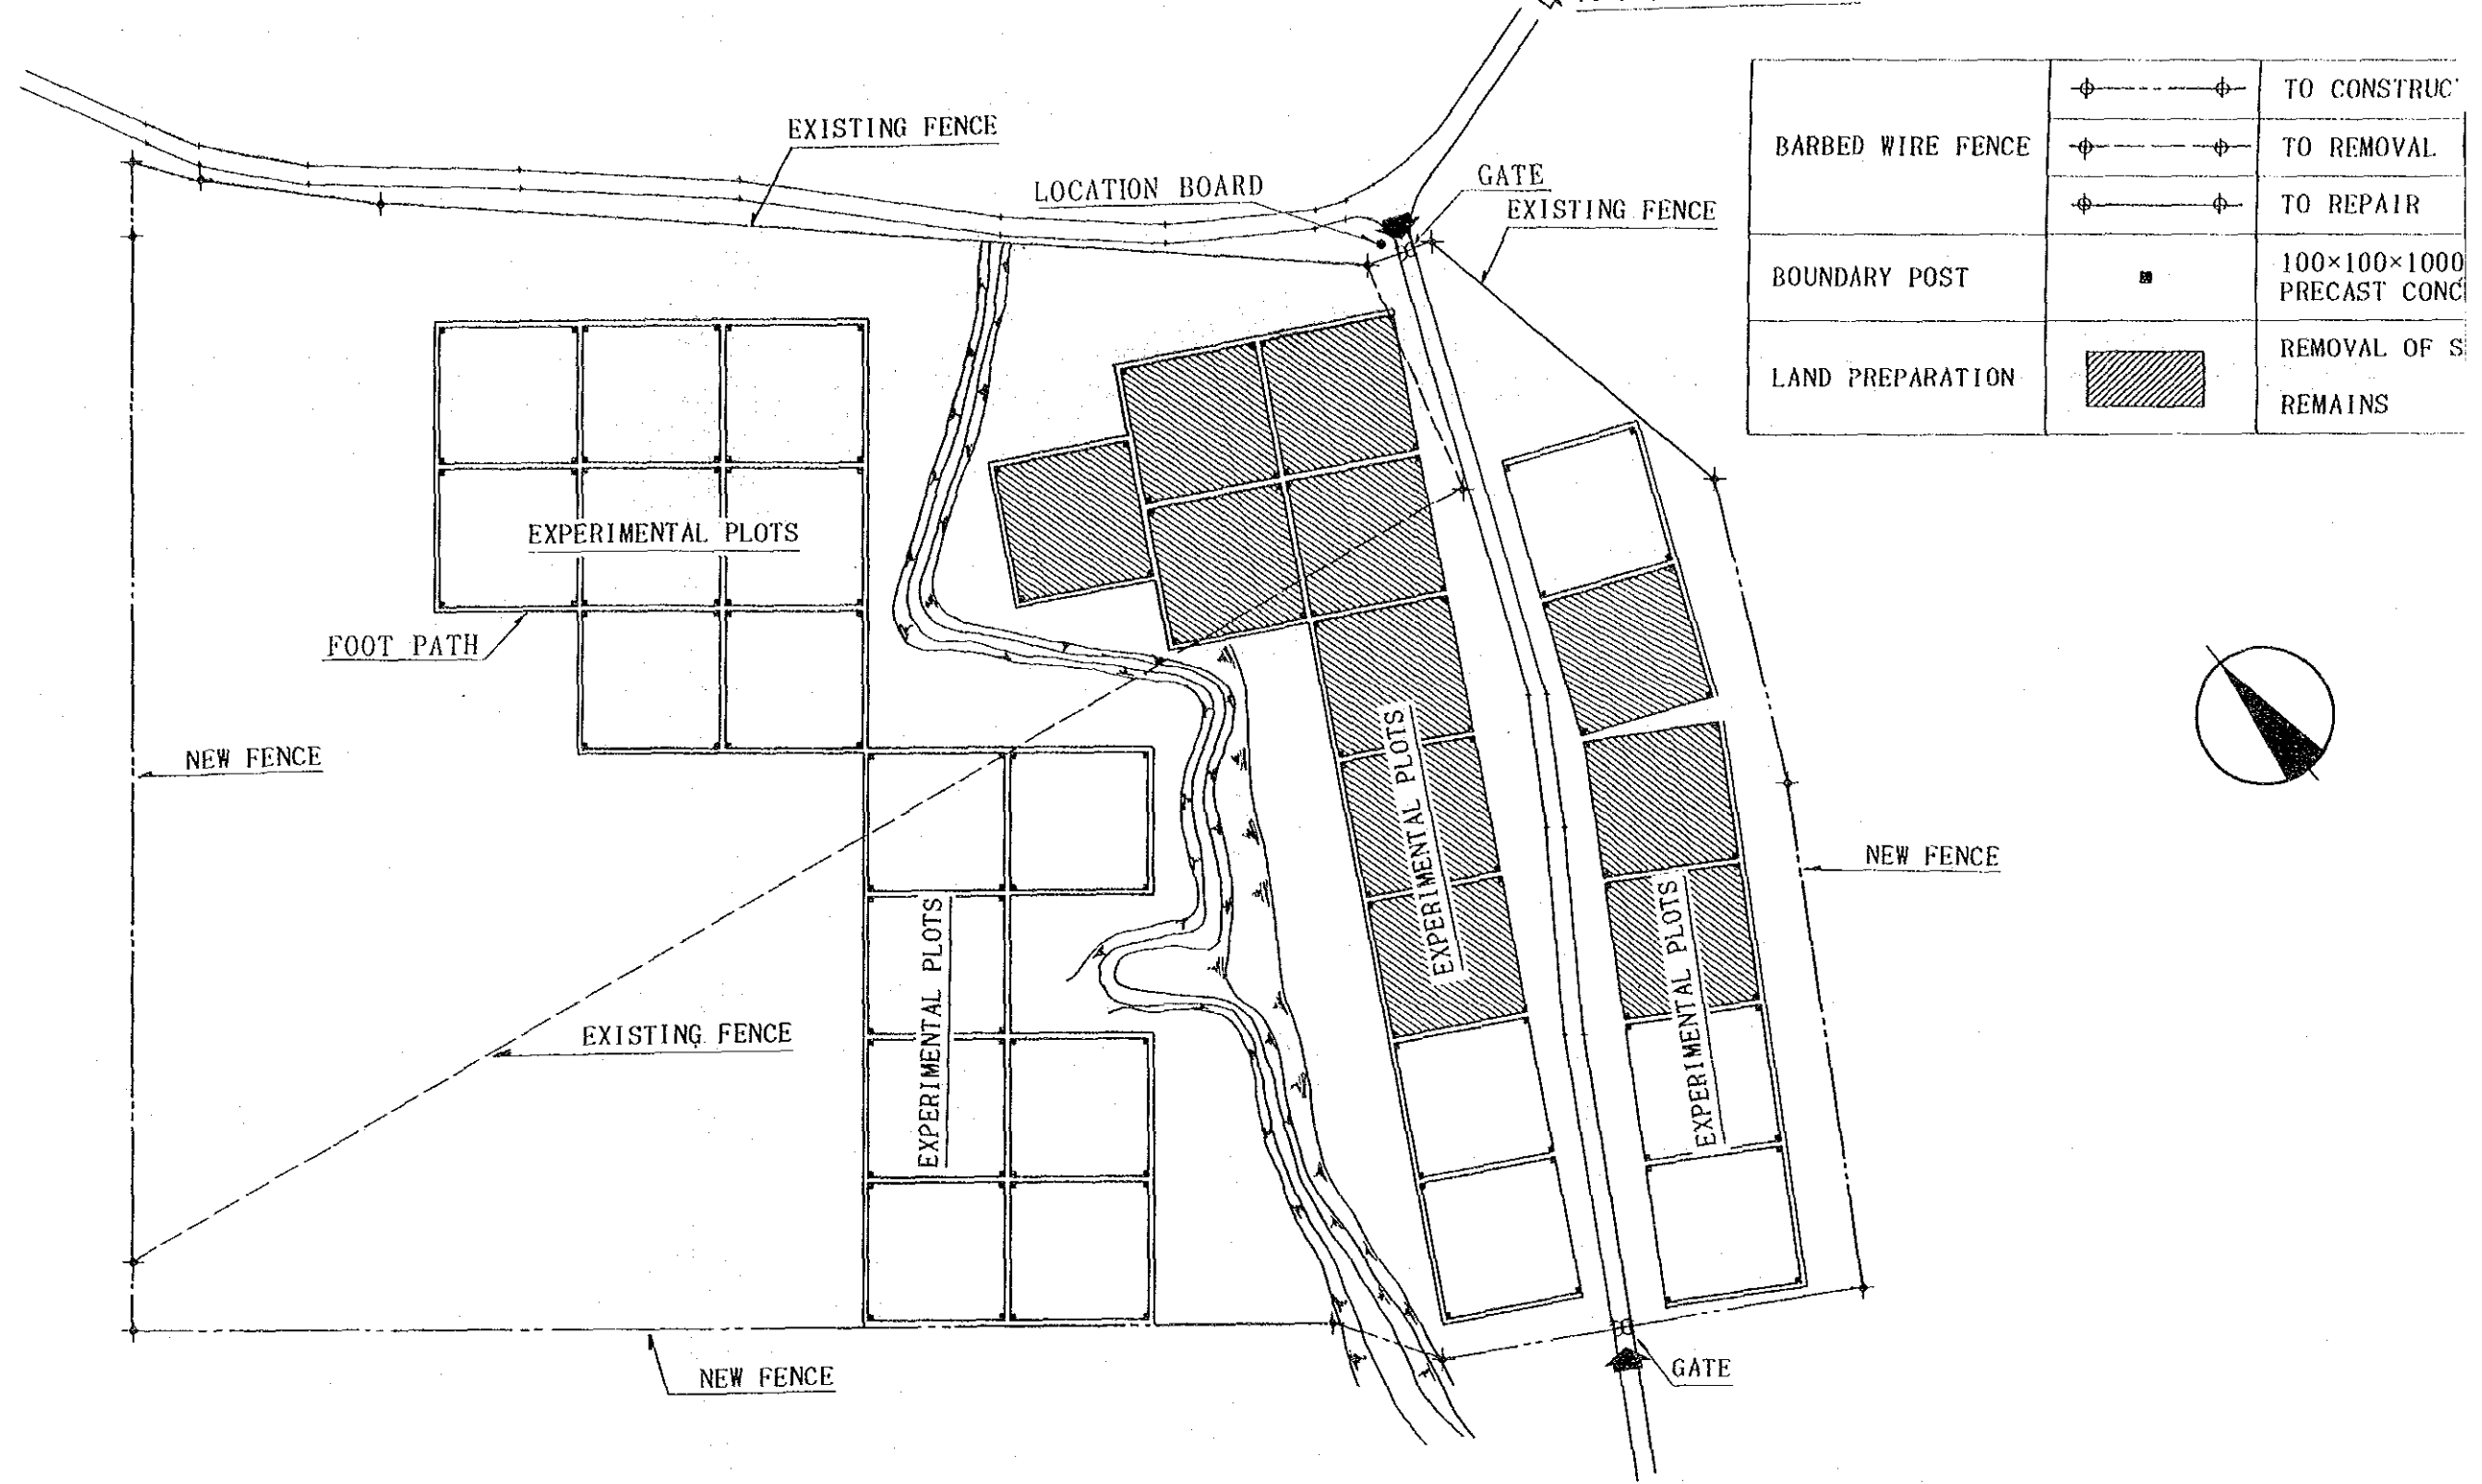 EXISTING FENCE
LOCATION BOARD
GATE
EXISTING FENCE
BARBED WIRE FENCE
TO CONSTRUC
TO REMOVAL
TO REPAIR
BOUNDARY POST
100×100×1000
PRECAST CONC
LAND PREPARATION
REMOVAL OF S
REMAINS
EXPERIMENTAL PLOTS
FOOT PATH
NEW FENCE
EXPERIMENTAL PLOTS
NEW FENCE
EXPERIMENTAL PLOTS
EXPERIMENTAL PLOTS
EXISTING FENCE
NEW FENCE
GATE